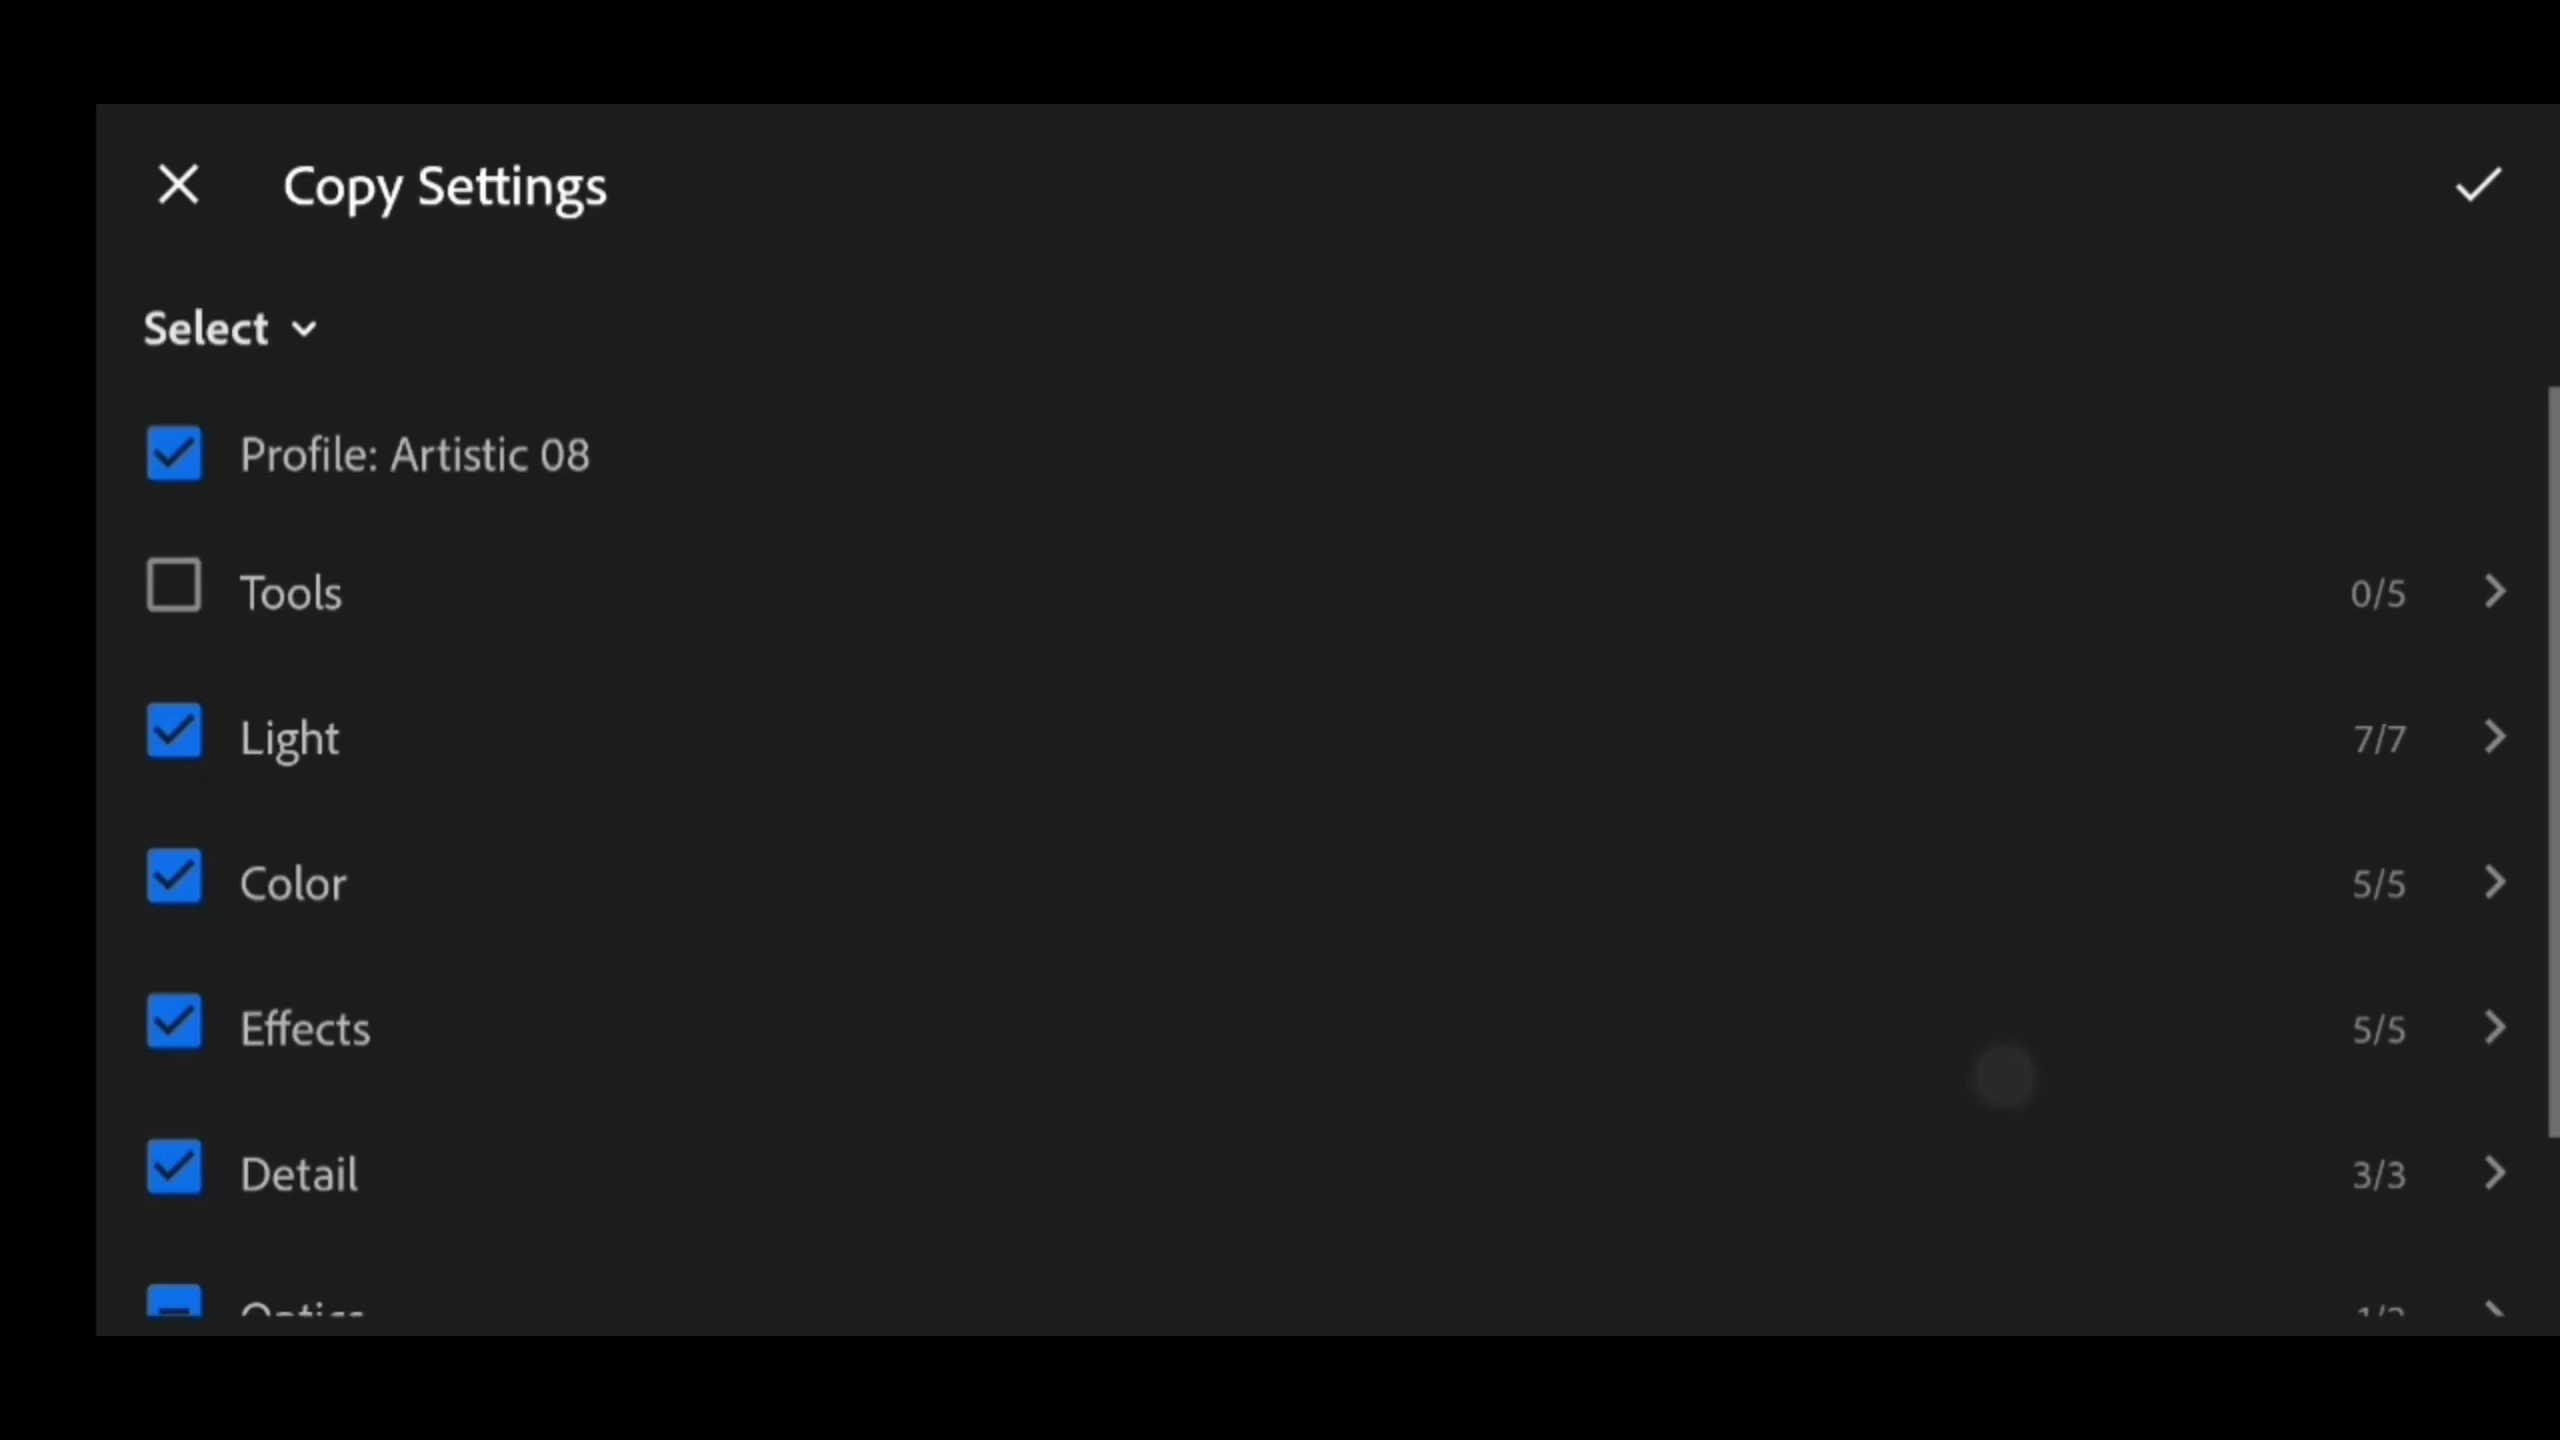 Copy Settings
Select
Profile: Artistic 08
Tools 0/5
Light 7/7
Color 5/5
Effects 5/5
Detail 3/3
Optics